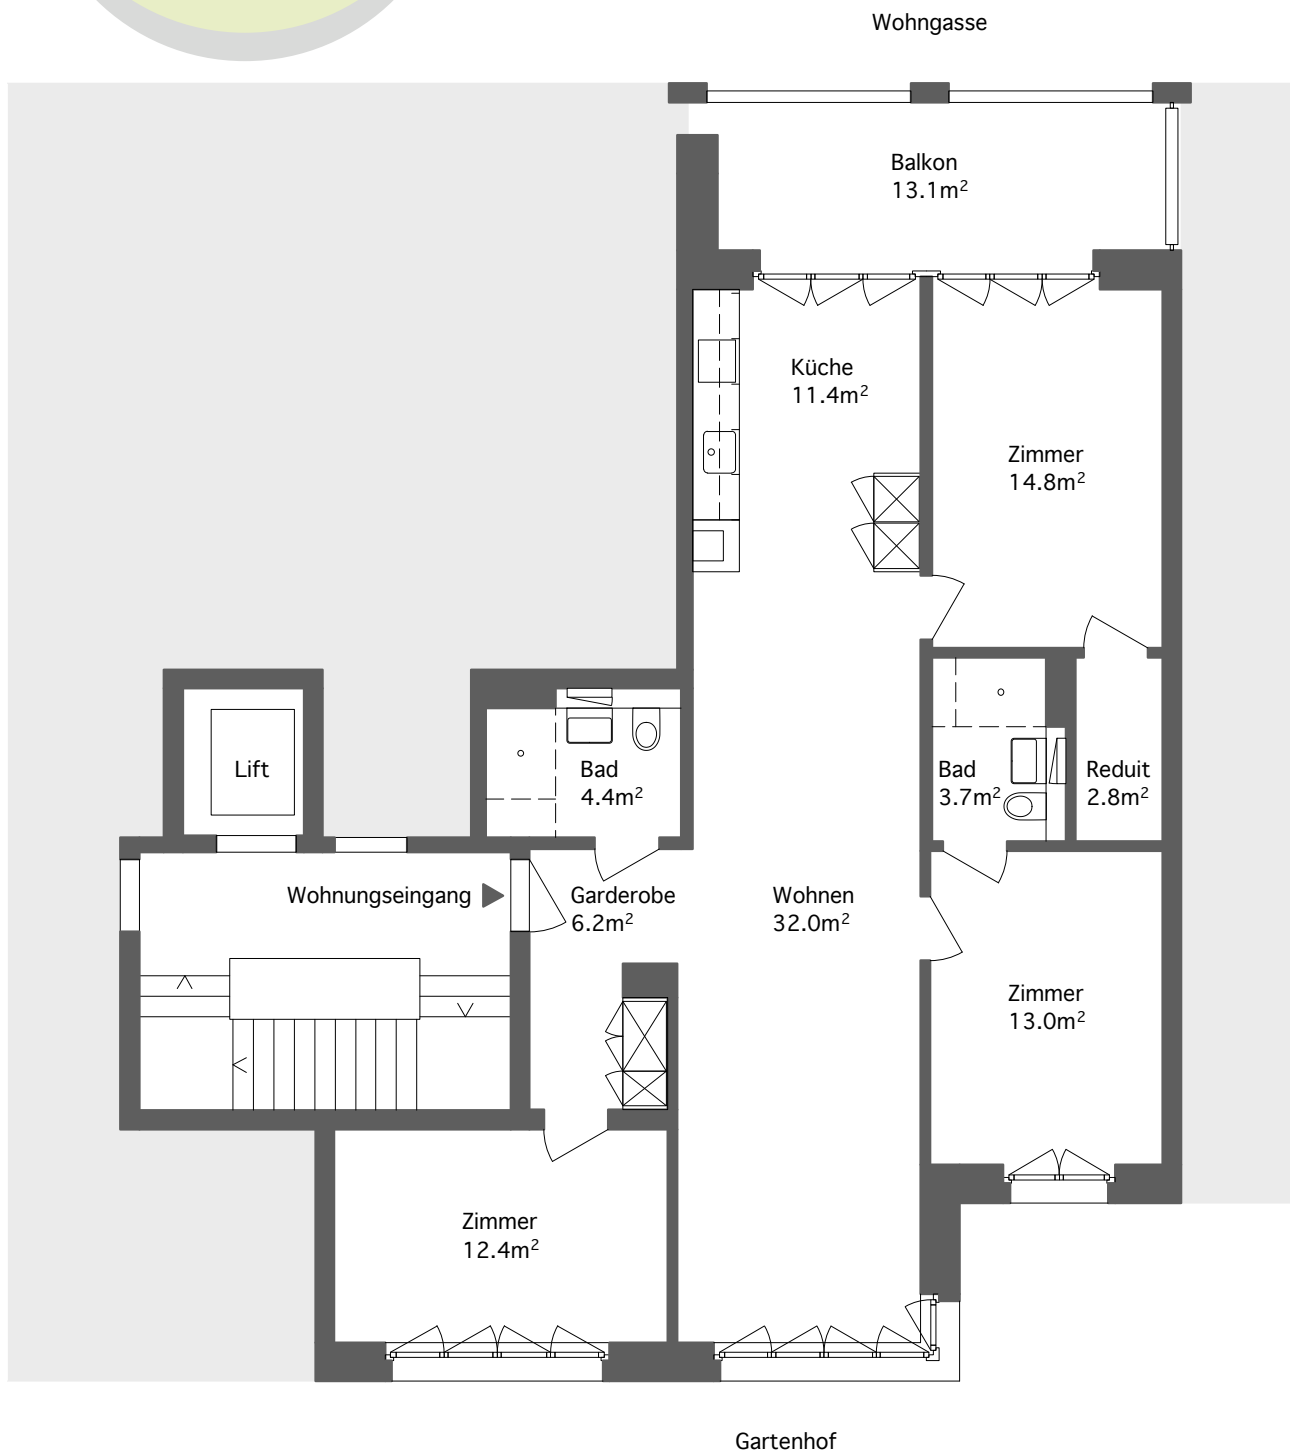 Wohngasse
Balkon
13.1m²
Küche
11.4m²
Zimmer
14.8m²
Lift
Bad
4.4m²
Bad
3.7m²
Reduit
2.8m²
Wohnungseingang
Garderobe
6.2m²
Wohnen
32.0m²
Zimmer
13.0m²
Zimmer
12.4m²
Gartenhof